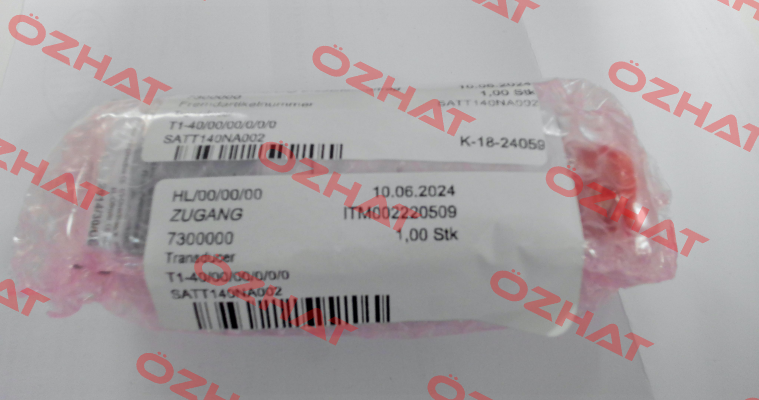 7300000
10.06.2024
1,00 Stk
Fremdartikelnummer
SATT140NA002
T1-40/00/00/0/0/0
SATT140NA002
K-18-24059
HL/00/00/00
10.06.2024
ZUGANG
ITM002220509
7300000
1,00 Stk
Transducer
T1-40/00/00/0/0/0
SATT140NA002
ÖZHAT
ÖZHAT
ÖZHAT
ÖZHAT
ÖZHAT
ÖZHAT
ÖZHAT
ÖZHAT
ÖZHAT
ÖZHAT
ÖZHAT